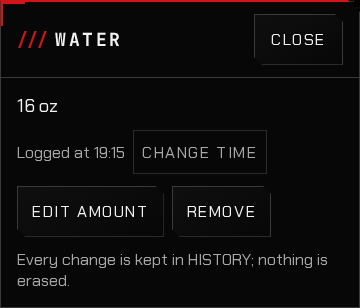 /// WATER
CLOSE
16 oz
Logged at 19:15 CHANGE TIME
EDIT AMOUNT REMOVE
Every change is kept in HISTORY; nothing is
erased.